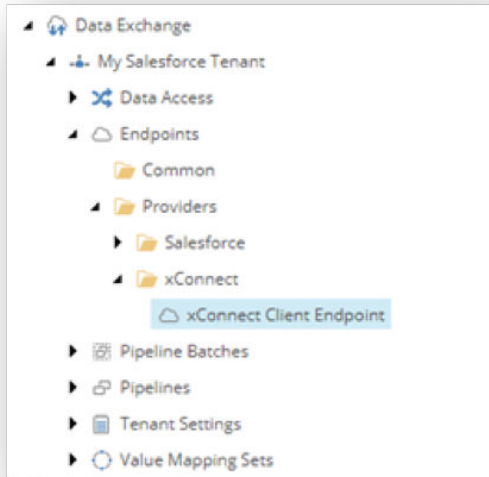 Data Exchange
My Salesforce Tenant
Data Access
Endpoints
Common
Providers
Salesforce
xConnect
xConnect Client Endpoint
Pipeline Batches
Pipelines
Tenant Settings
Value Mapping Sets